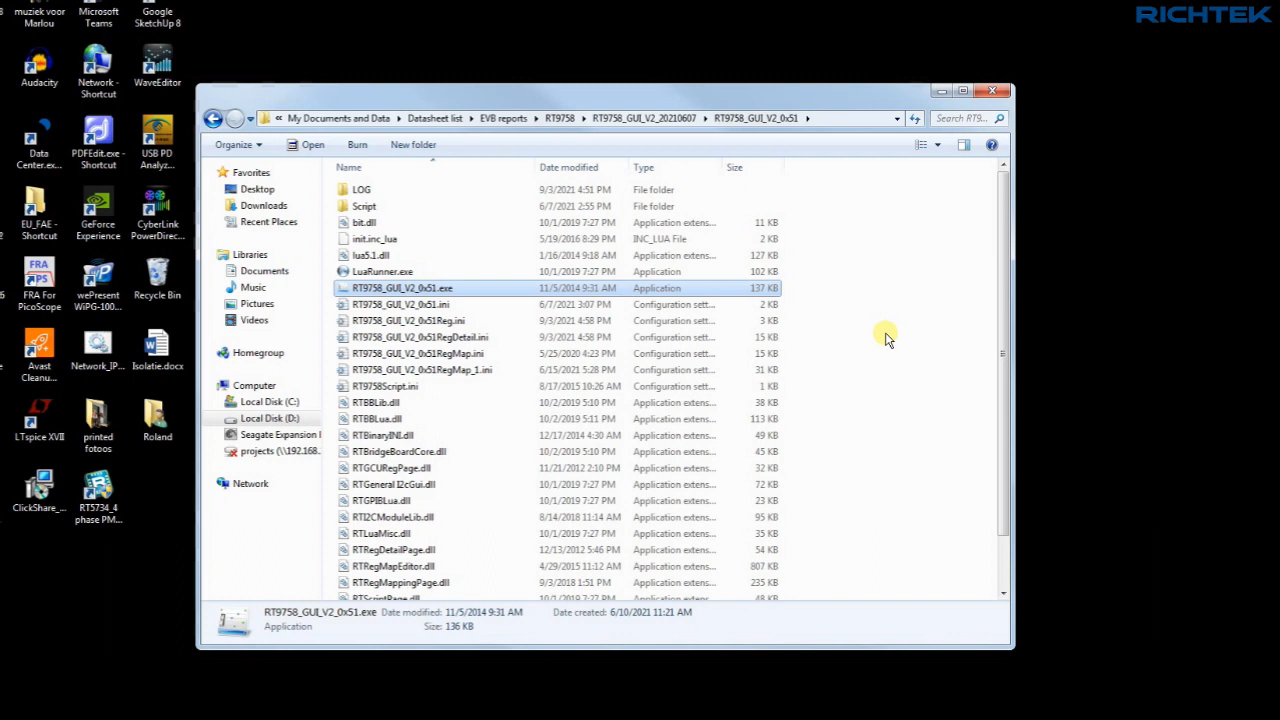 RICHTEK
muziek voor
Marlou
Microsoft
Teams
Google
SketchUp 8
Audacity
Network -
Shortcut
WaveEditor
Data
Center.ex...
PDFEdit.exe -
Shortcut
USB PD
Analyz...
EU_FAE -
Shortcut
GeForce
Experience
CyberLink
PowerDirec...
FRA For
PicoScope
wePresent
WiPG-100...
Recycle Bin
Avast
Cleanu...
Network_IP...
Isolatie.docx
LTspice XVII
printed
fotoos
Roland
ClickShare_...
RT5734_4
phase PM...
« My Documents and Data Datasheet list EVB reports RT9758 RT9758_GUI_V2_20210607 RT9758_GUI_V2_0x51 Search RT9...
Organize Open Burn New folder
Favorites
Desktop
Downloads
Recent Places
Libraries
Documents
Music
Pictures
Videos
Homegroup
Computer
Local Disk (C:)
Local Disk (D:)
Seagate Expansion
projects (\\192.168..
Network
Name Date modified Type Size
LOG 9/3/2021 4:51 PM File folder
Script 6/7/2021 2:55 PM File folder
bit.dll 10/1/2019 7:27 PM Application extens... 11 KB
init.inc_lua 5/19/2016 8:29 PM INC_LUA File 2 KB
lua5.1.dll 1/16/2014 9:18 AM Application extens... 127 KB
LuaRunner.exe 10/1/2019 7:27 PM Application 102 KB
RT9758_GUI_V2_0x51.exe 11/5/2014 9:31 AM Application 137 KB
RT9758_GUI_V2_0x51.ini 6/7/2021 3:07 PM Configuration sett... 2 KB
RT9758_GUI_V2_0x51Reg.ini 9/3/2021 4:58 PM Configuration sett... 3 KB
RT9758_GUI_V2_0x51RegDetail.ini 9/3/2021 4:58 PM Configuration sett... 15 KB
RT9758_GUI_V2_0x51RegMap.ini 5/25/2020 4:23 PM Configuration sett... 15 KB
RT9758_GUI_V2_0x51RegMap_1.ini 6/15/2021 5:28 PM Configuration sett... 31 KB
RT9758Script.ini 8/17/2015 10:26 AM Configuration sett... 1 KB
RTBBLib.dll 10/2/2019 5:10 PM Application extens... 38 KB
RTBBLua.dll 10/2/2019 5:11 PM Application extens... 113 KB
RTBinaryINI.dll 12/17/2014 4:30 AM Application extens... 49 KB
RTBridgeBoardCore.dll 10/2/2019 5:10 PM Application extens... 45 KB
RTGCURegPage.dll 11/21/2012 2:10 PM Application extens... 32 KB
RTGeneral I2cGui.dll 10/1/2019 7:27 PM Application extens... 72 KB
RTGPIBLua.dll 10/1/2019 7:27 PM Application extens... 23 KB
RTI2CModuleLib.dll 8/14/2018 11:14 AM Application extens... 95 KB
RTLuaMisc.dll 10/1/2019 7:27 PM Application extens... 35 KB
RTRegDetailPage.dll 12/13/2012 5:46 PM Application extens... 54 KB
RTRegMapEditor.dll 4/29/2015 11:12 AM Application extens... 807 KB
RTRegMappingPage.dll 9/3/2018 1:51 PM Application extens... 235 KB
RTScriptPage.dll 10/1/2019 7:27 PM Application extens... 48 KB
RT9758_GUI_V2_0x51.exe Date modified: 11/5/2014 9:31 AM Date created: 6/10/2021 11:21 AM
Application Size: 136 KB